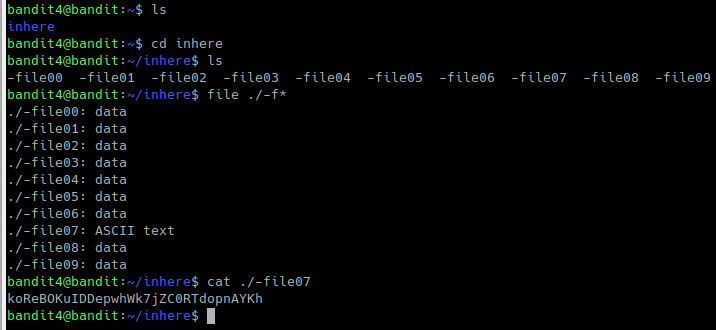 bandit4@bandit:~$ ls
inhere
bandit4@bandit:~$ cd inhere
bandit4@bandit:~/inhere$ ls
-file00  -file01  -file02  -file03  -file04  -file05  -file06  -file07  -file08  -file09
bandit4@bandit:~/inhere$ file ./-f*
./-file00: data
./-file01: data
./-file02: data
./-file03: data
./-file04: data
./-file05: data
./-file06: data
./-file07: ASCII text
./-file08: data
./-file09: data
bandit4@bandit:~/inhere$ cat ./-file07
koReBOKuIDDepwhWk7jZC0RTdopnAYKh
bandit4@bandit:~/inhere$